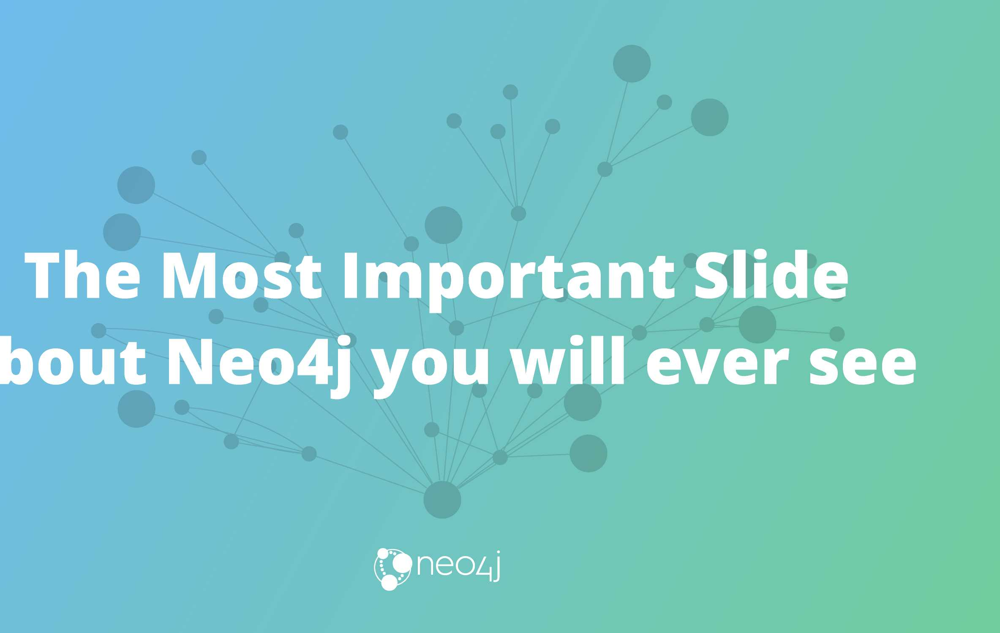 The Most Important Slide
bout Neo4j you will ever see
neo4j